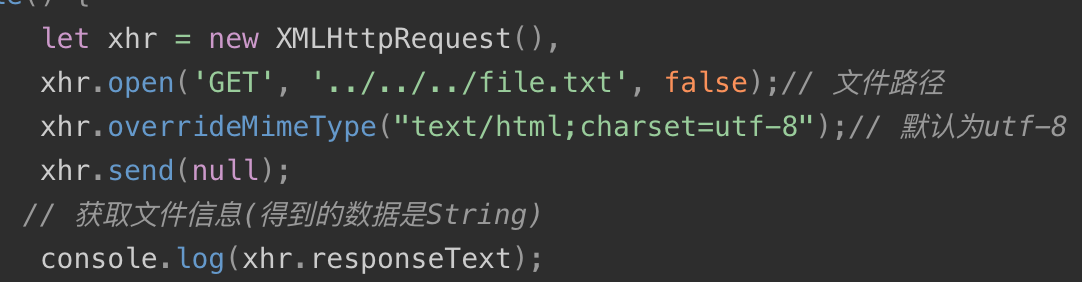 () {
let xhr = new XMLHttpRequest(),
xhr.open('GET', '../../../file.txt', false);// 文件路径
xhr.overrideMimeType("text/html;charset=utf-8");// 默认为utf-8
xhr.send(null);
// 获取文件信息(得到的数据是String)
console.log(xhr.responseText);